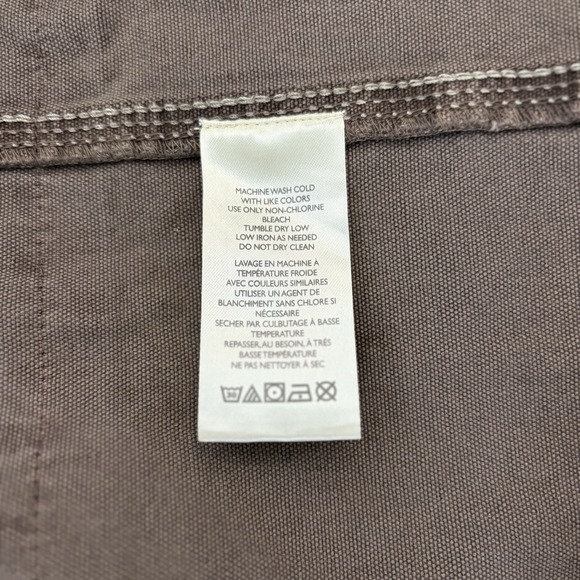 MACHINE WASH COLD
WITH LIKE COLORS
USE ONLY NON-CHLORINE
BLEACH
TUMBLE DRY LOW
LOW IRON AS NEEDED
DO NOT DRY CLEAN
LAVAGE EN MACHINE À
TEMPÉRATURE FROIDE
AVEC COULEURS SIMILAIRES
UTILISER UN AGENT DE
BLANCHIMENT SANS CHLORE SI
NÉCESSAIRE
SECHER PAR CULBUTAGE À BASSE
TEMPERATURE
REPASSER, AU BESOIN, À TRÈS
BASSE TEMPÉRATURE
NE PAS NETTOYER À SEC
30